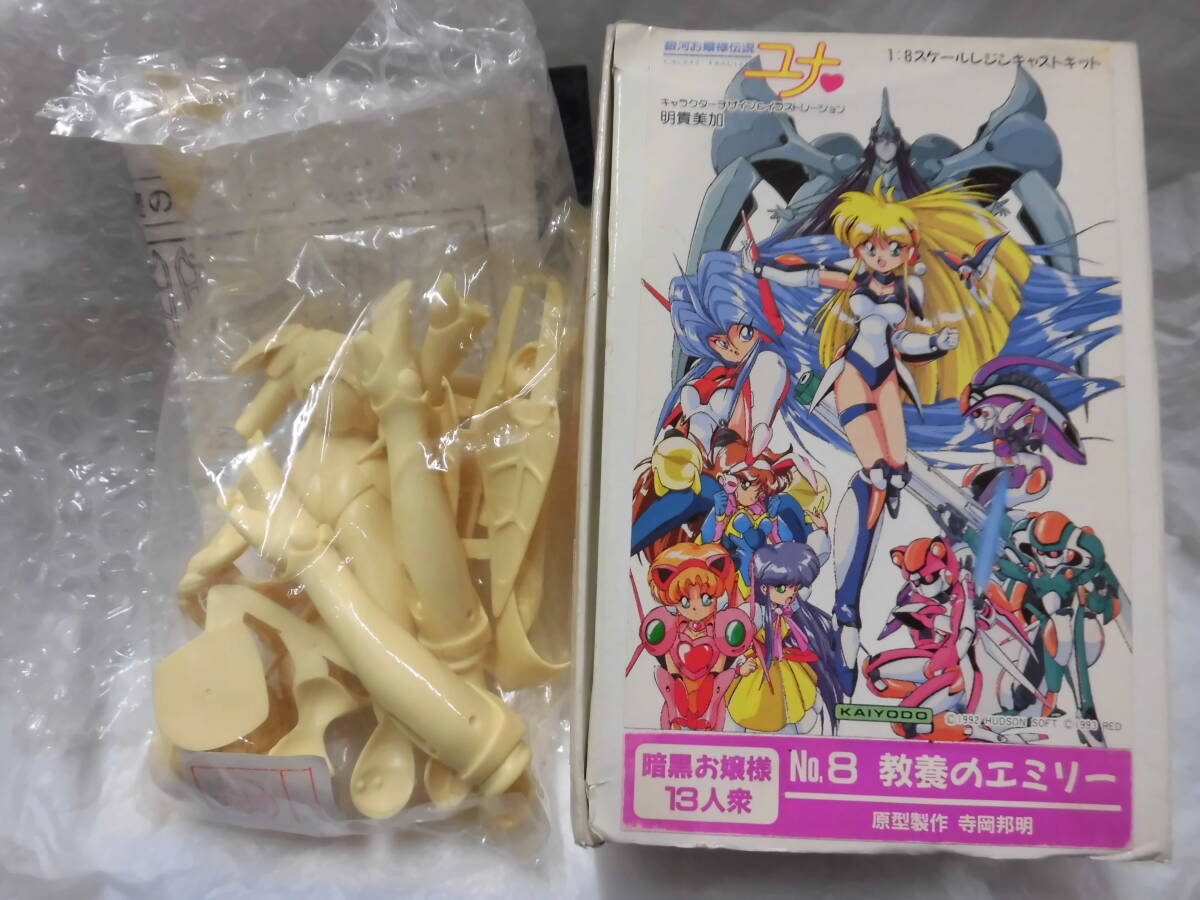 銀河お嬢様伝説
ユナ
1:8スケールレジンキャストキット
キャラクターデザイン&イラストレーション
明貴美加
KAIYODO
©1992 HUDSON SOFT ©1993 RED
暗黒お嬢様
13人衆
No.8 教養のエミリー
原型製作 寺岡邦明